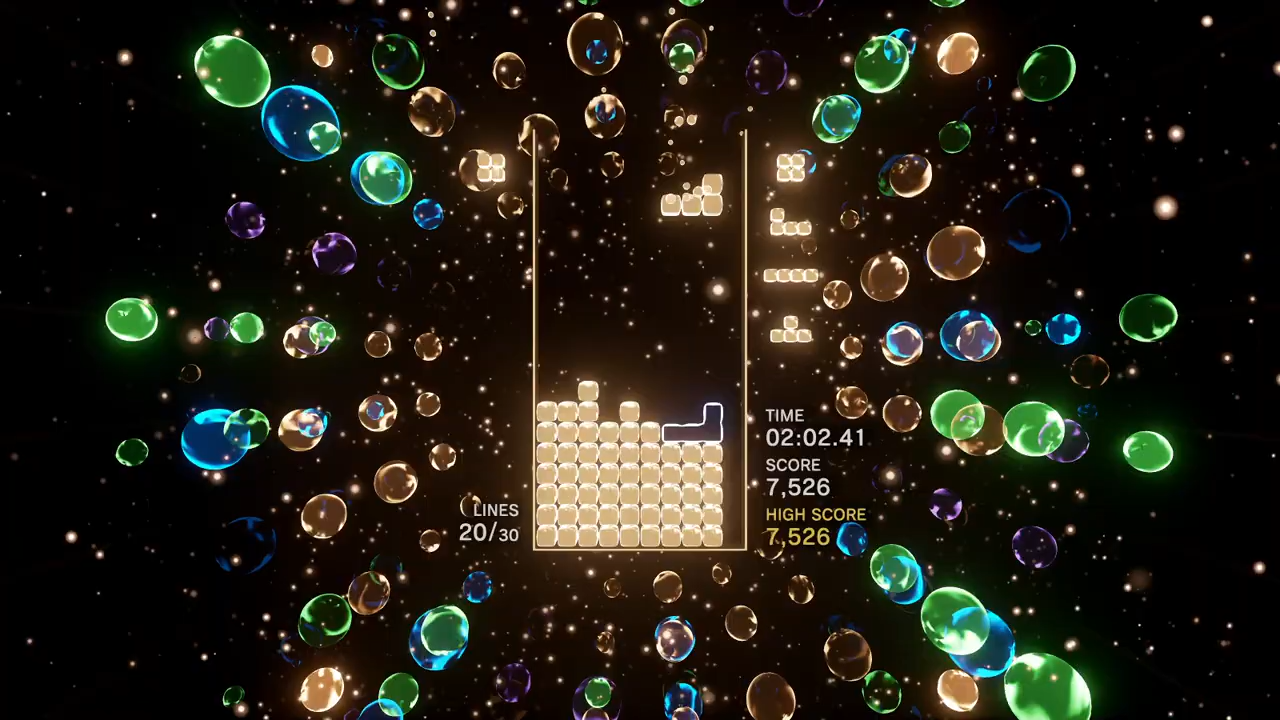 LINES
20/30
TIME
02:02.41
SCORE
7,526
HIGH SCORE
7,526